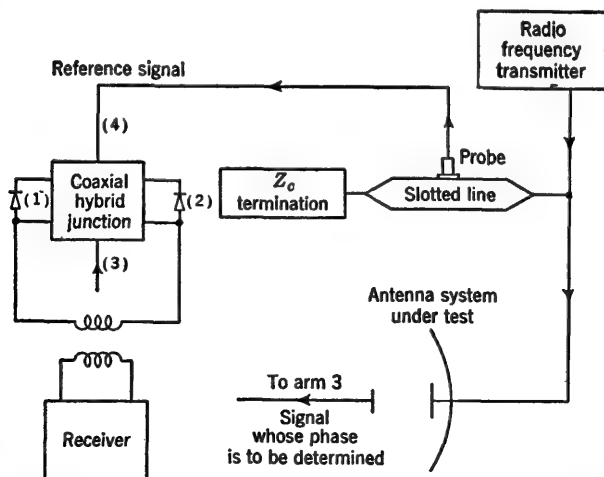 Radio
frequency
transmitter
Reference signal
(4)
Probe
(1)
Coaxial
hybrid
junction
(2)
Z_c
termination
Slotted line
(3)
Antenna system
under test
To arm 3
Signal
whose phase
is to be determined
Receiver